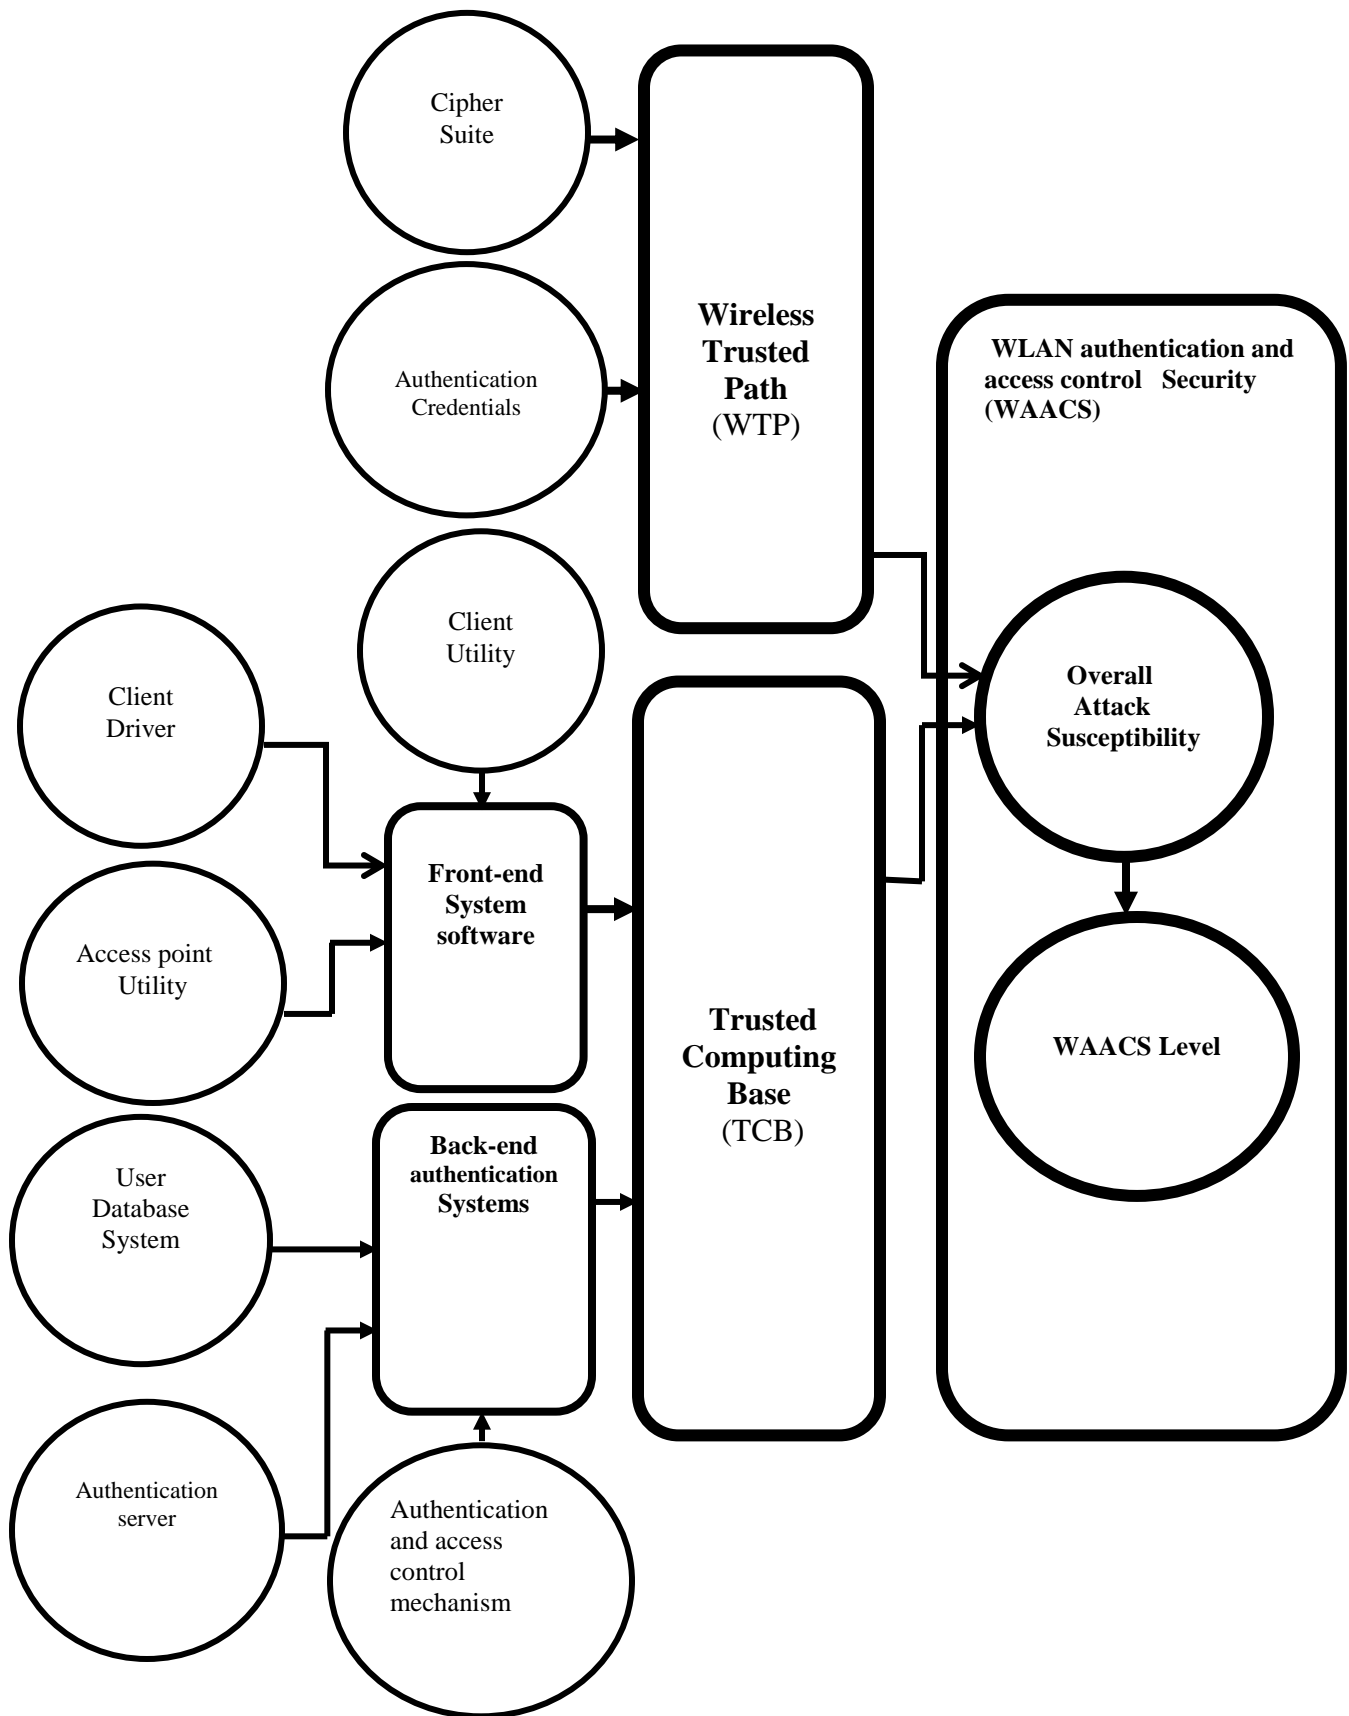 Cipher
Suite
Wireless
Trusted
Path
(WTP)
Authentication
Credentials
WLAN authentication and
access control Security
(WAACS)
Client
Utility
Client
Driver
Overall
Attack
Susceptibility
Front-end
System
software
Access point
Utility
Trusted
Computing
Base
(TCB)
WAACS Level
Back-end
authentication
Systems
User
Database
System
Authentication
server
Authentication
and access
control
mechanism